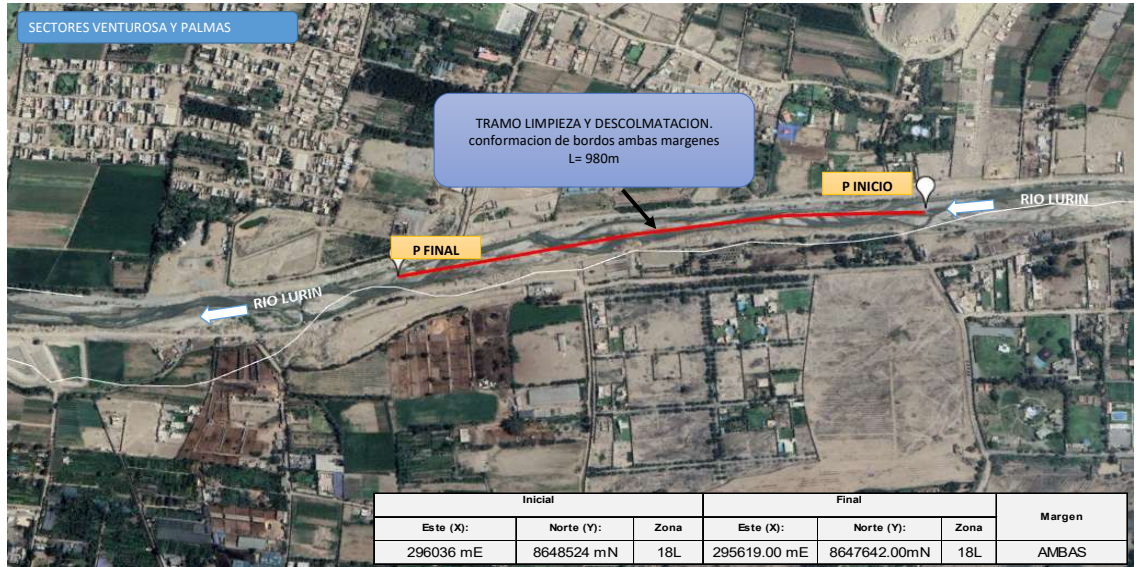 SECTORES VENTUROSA Y PALMAS
TRAMO LIMPIEZA Y DESCOLMATACION.
conformacion de bordos ambas margenes
L= 980m
P INICIO
RIO LURIN
P FINAL
RIO LURIN
Inicial Final Margen
Este (X): Norte (Y): Zona Este (X): Norte (Y): Zona
296036 mE 8648524 mN 18L 295619.00 mE 8647642.00mN 18L AMBAS